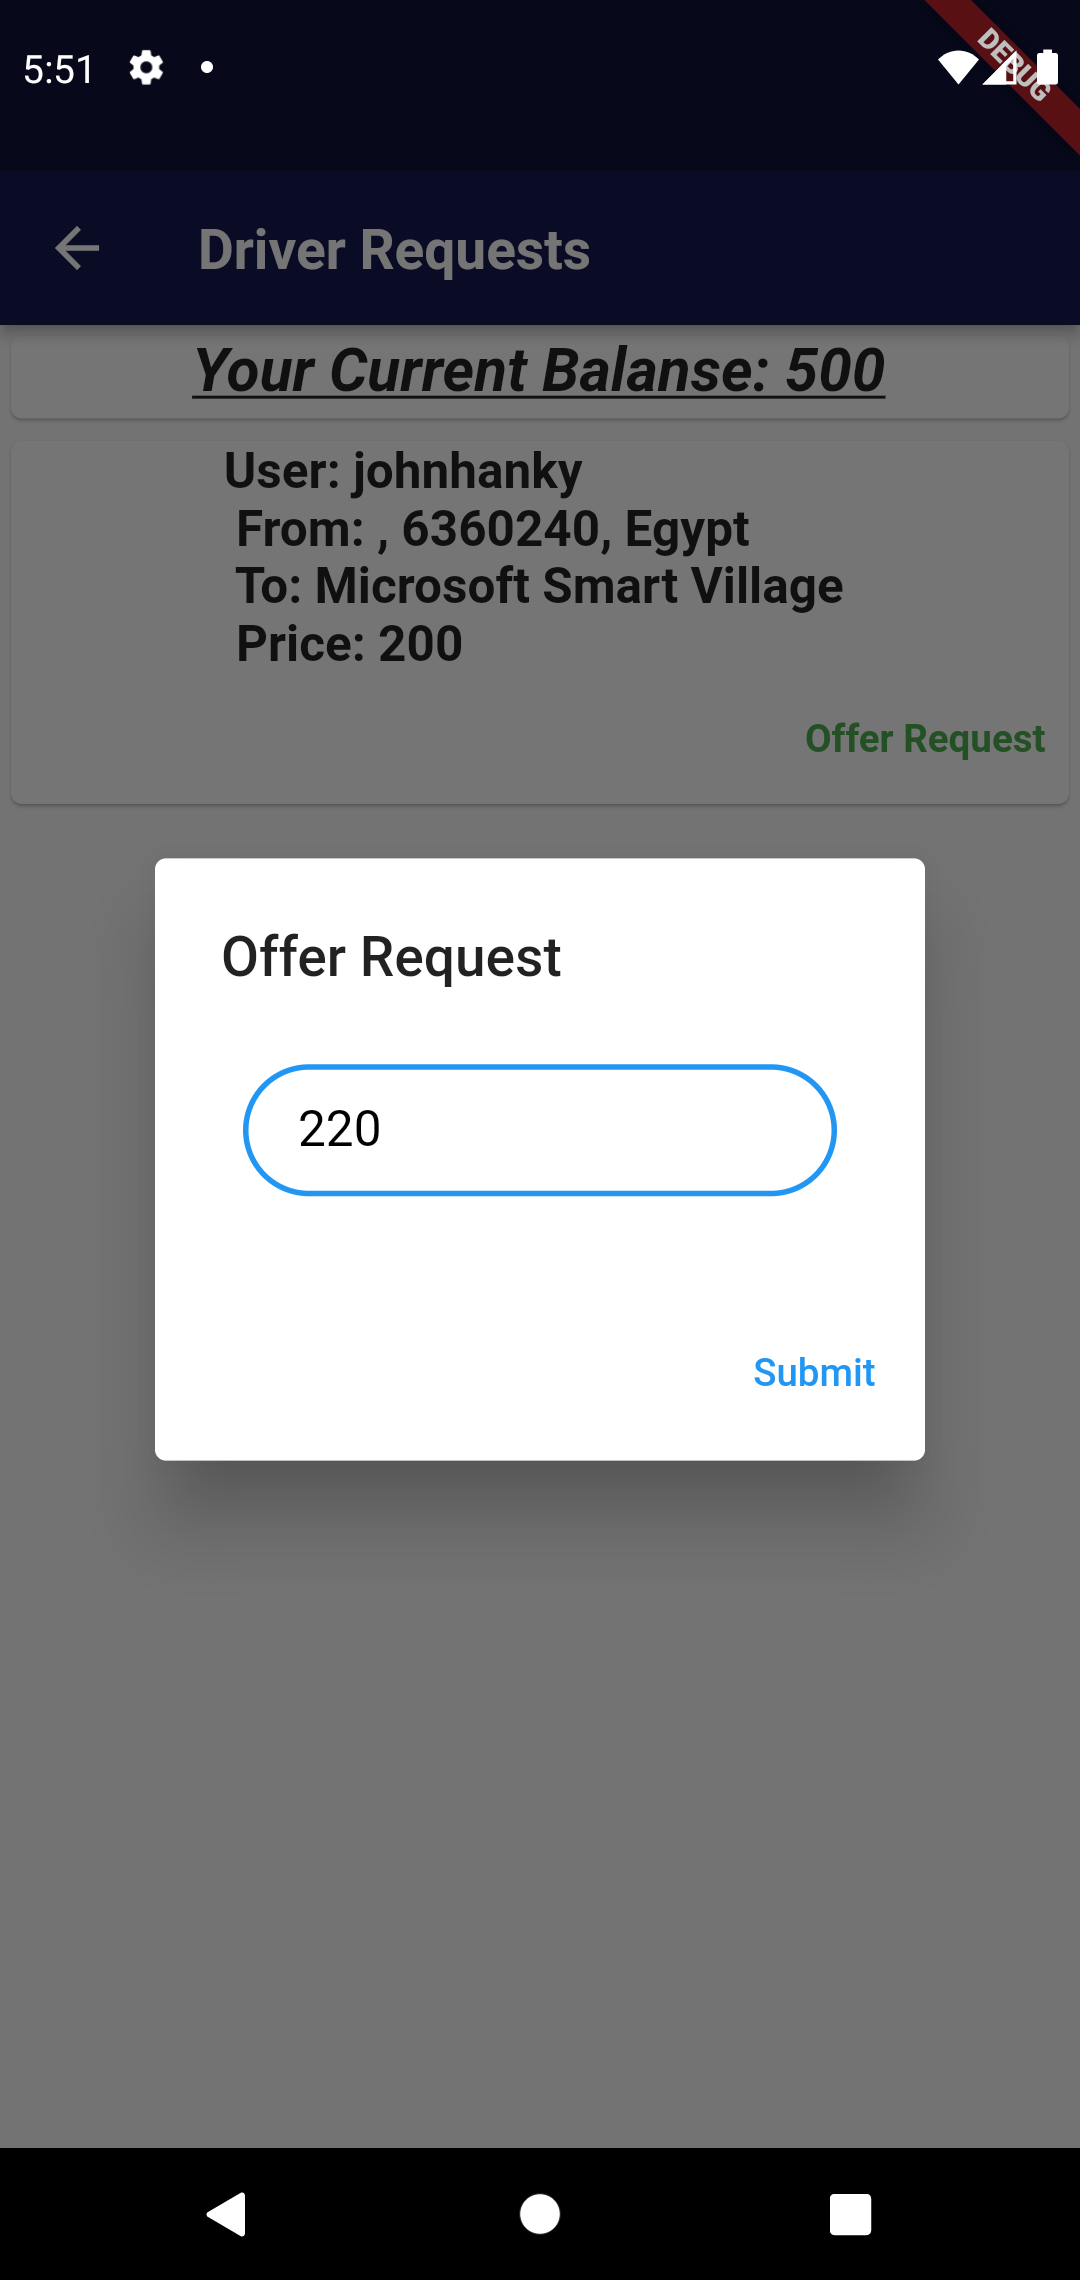 5:51
DEBUG
Driver Requests
Your Current Balanse: 500
User: johnhanky
From: , 6360240, Egypt
To: Microsoft Smart Village
Price: 200
Offer Request
Offer Request
220
Submit